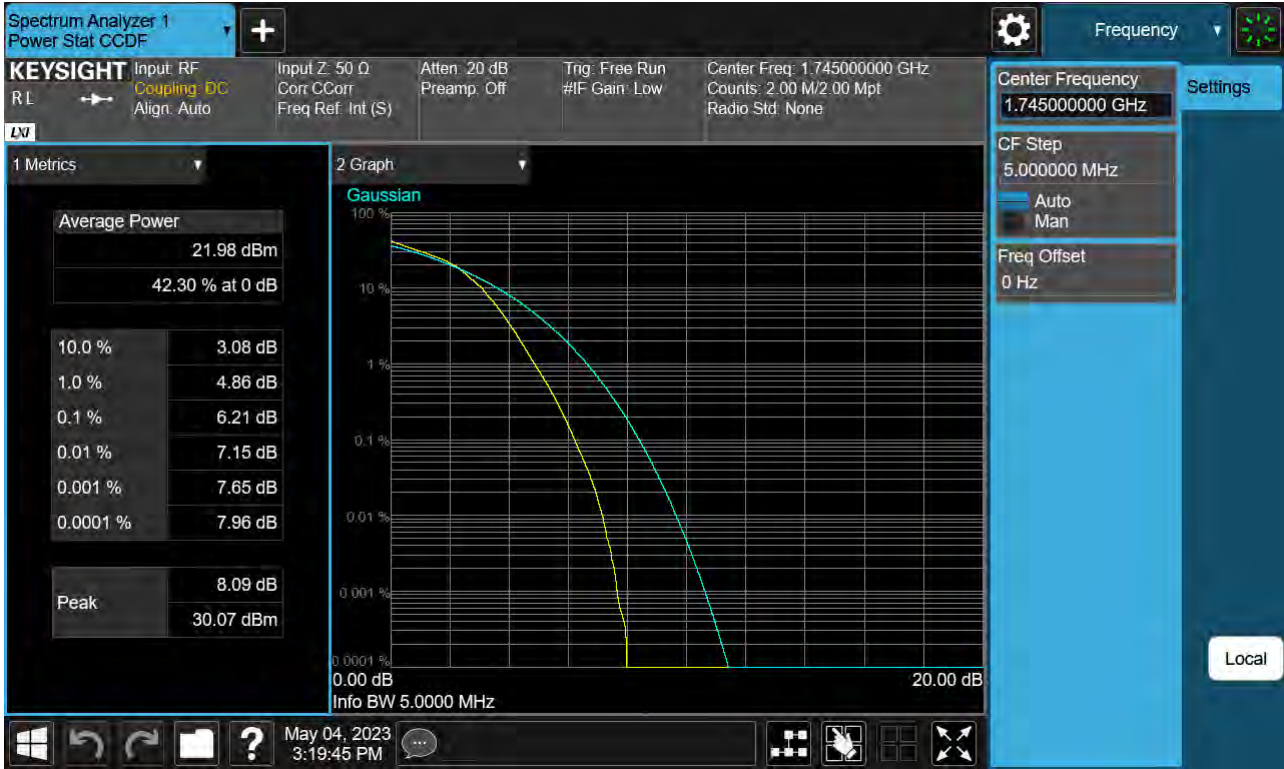 Spectrum Analyzer 1
Power Stat CCDF
Frequency
KEYSIGHT
R L
LXI
Input: RF
Coupling: DC
Align: Auto
Input Z: 50 Ω
Corr CCorr
Freq Ref: Int (S)
Atten: 20 dB
Preamp: Off
Trig: Free Run
#IF Gain: Low
Center Freq: 1.745000000 GHz
Counts: 2.00 M/2.00 Mpt
Radio Std: None
Center Frequency
1.745000000 GHz
Settings
CF Step
5.000000 MHz
Auto
Man
Freq Offset
0 Hz
Local
1 Metrics
Average Power
21.98 dBm
42.30 % at 0 dB
10.0 % 3.08 dB
1.0 % 4.86 dB
0.1 % 6.21 dB
0.01 % 7.15 dB
0.001 % 7.65 dB
0.0001 % 7.96 dB
Peak
8.09 dB
30.07 dBm
2 Graph
Gaussian
100 %
10 %
1 %
0.1 %
0.01 %
0.001 %
0.0001 %
0.00 dB 20.00 dB
Info BW 5.0000 MHz
May 04, 2023
3:19:45 PM